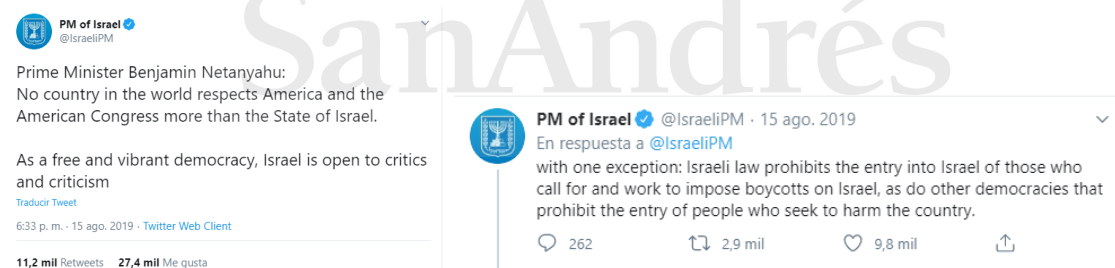 SanAndrés
PM of Israel
@IsraeliPM
Prime Minister Benjamin Netanyahu:
No country in the world respects America and the
American Congress more than the State of Israel.
As a free and vibrant democracy, Israel is open to critics
and criticism
Traducir Tweet
6:33 p. m. · 15 ago. 2019 · Twitter Web Client
11,2 mil Retweets 27,4 mil Me gusta
PM of Israel @IsraeliPM · 15 ago. 2019
En respuesta a @IsraeliPM
with one exception: Israeli law prohibits the entry into Israel of those who
call for and work to impose boycotts on Israel, as do other democracies that
prohibit the entry of people who seek to harm the country.
262 2,9 mil 9,8 mil